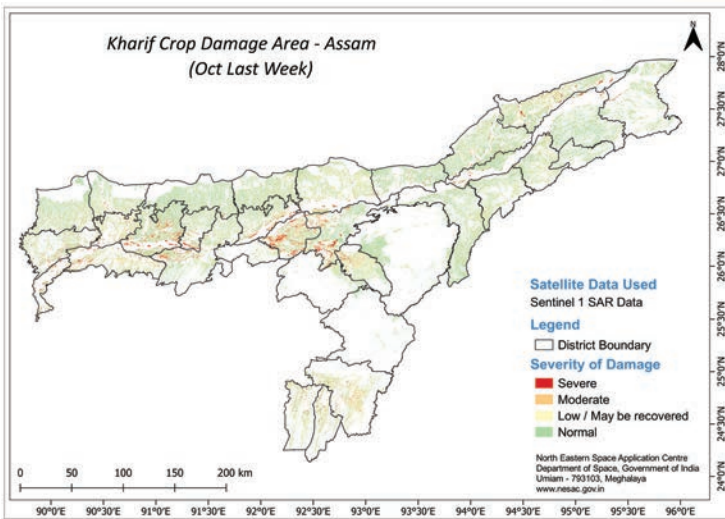 Kharif Crop Damage Area - Assam
(Oct Last Week)
N
28°0'N
27°30'N
27°0'N
26°30'N
26°0'N
25°30'N
25°0'N
24°30'N
24°0'N
Satellite Data Used
Sentinel 1 SAR Data
Legend
District Boundary
Severity of Damage
Severe
Moderate
Low / May be recovered
Normal
North Eastern Space Application Centre
Department of Space, Government of India
Umiam - 793103, Meghalaya
www.nesac.gov.in
0 50 100 150 200 km
90°0'E 90°30'E 91°0'E 91°30'E 92°0'E 92°30'E 93°0'E 93°30'E 94°0'E 94°30'E 95°0'E 95°30'E 96°0'E